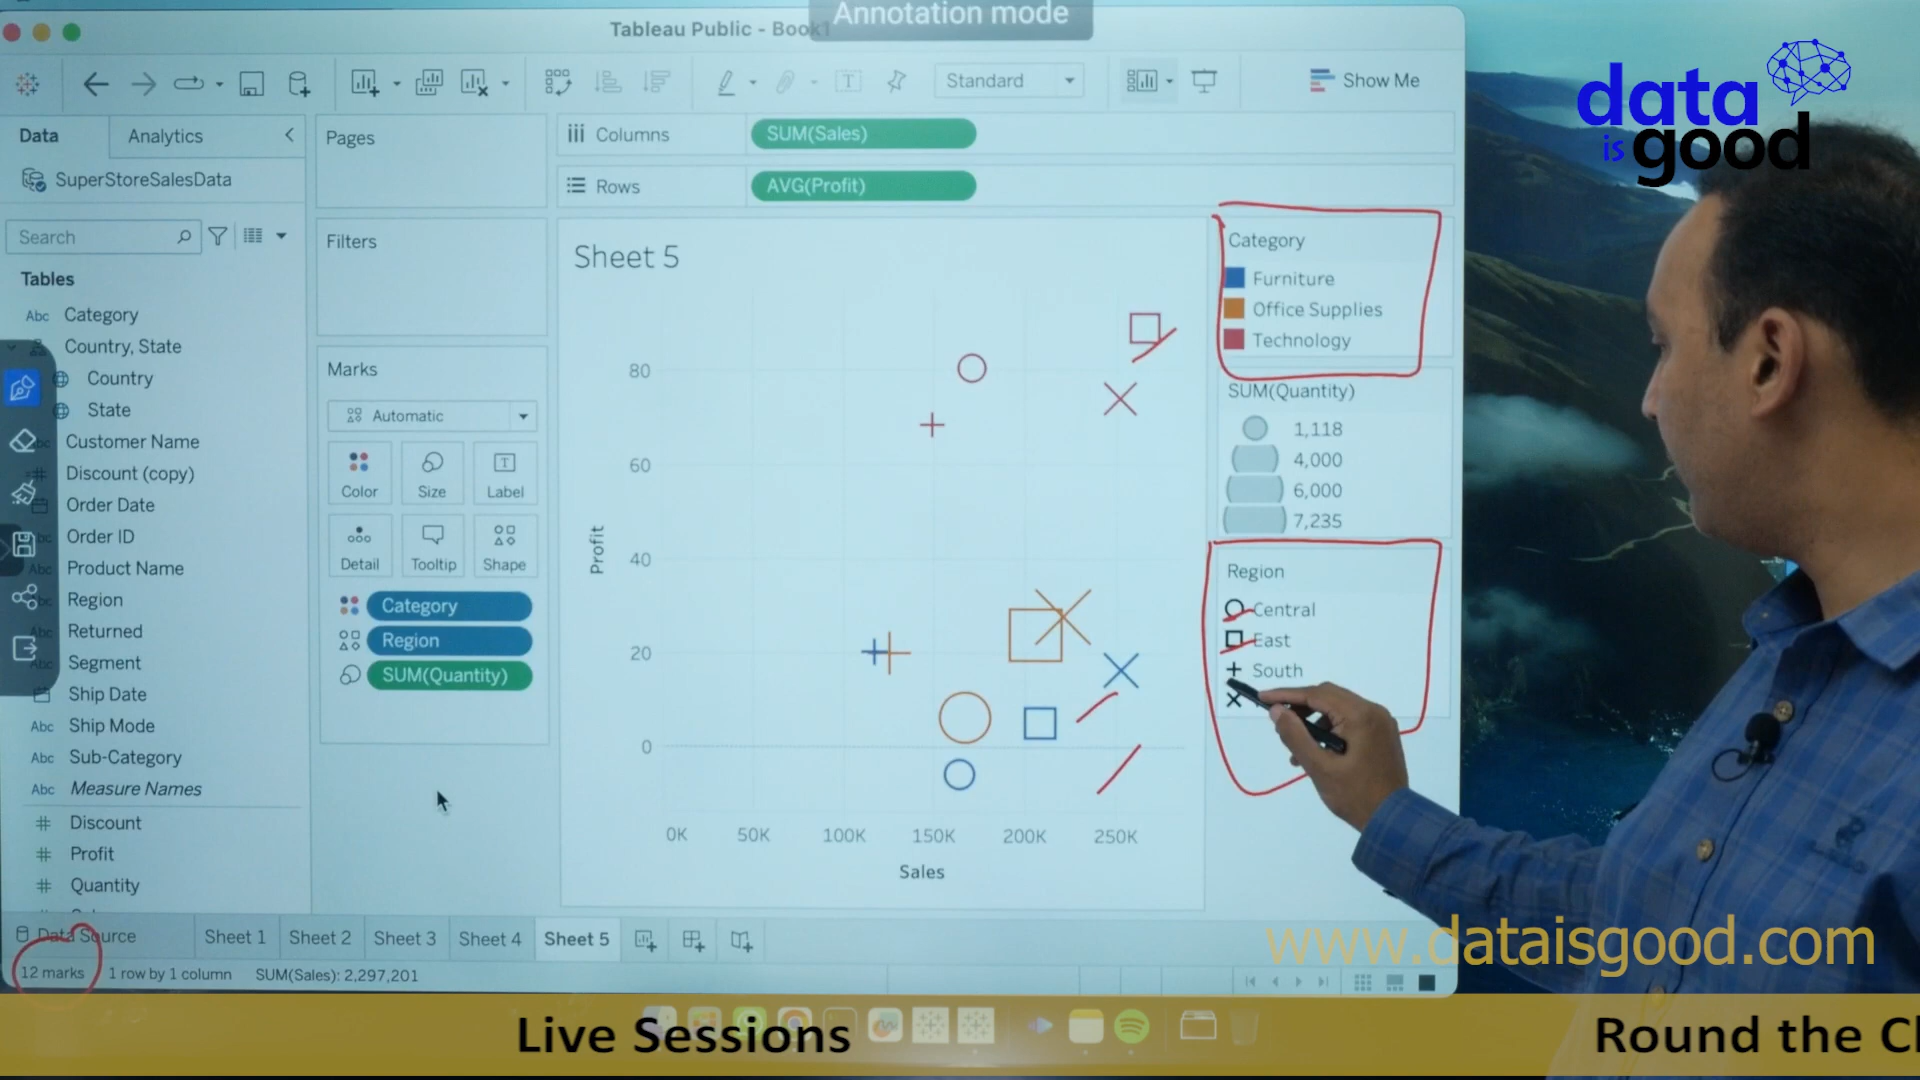 Annotation mode
Tableau Public - Book1
Standard
Show Me
data
is good
Data
Analytics
Pages
Columns
SUM(Sales)
SuperStoreSalesData
Rows
AVG(Profit)
Search
Filters
Sheet 5
Category
Furniture
Office Supplies
Technology
Tables
Abc Category
Country, State
Country
State
Customer Name
Discount (copy)
Order Date
Order ID
Product Name
Region
Returned
Segment
Ship Date
Abc Ship Mode
Abc Sub-Category
Abc Measure Names
# Discount
# Profit
# Quantity
Marks
Automatic
Color
Size
Label
Detail
Tooltip
Shape
Category
Region
SUM(Quantity)
80
60
40
20
0
Profit
0K
50K
100K
150K
200K
250K
Sales
SUM(Quantity)
1,118
4,000
6,000
7,235
Region
Central
East
South
Data Source
Sheet 1
Sheet 2
Sheet 3
Sheet 4
Sheet 5
12 marks
1 row by 1 column
SUM(Sales): 2,297,201
www.dataisgood.com
Live Sessions
Round the Cl